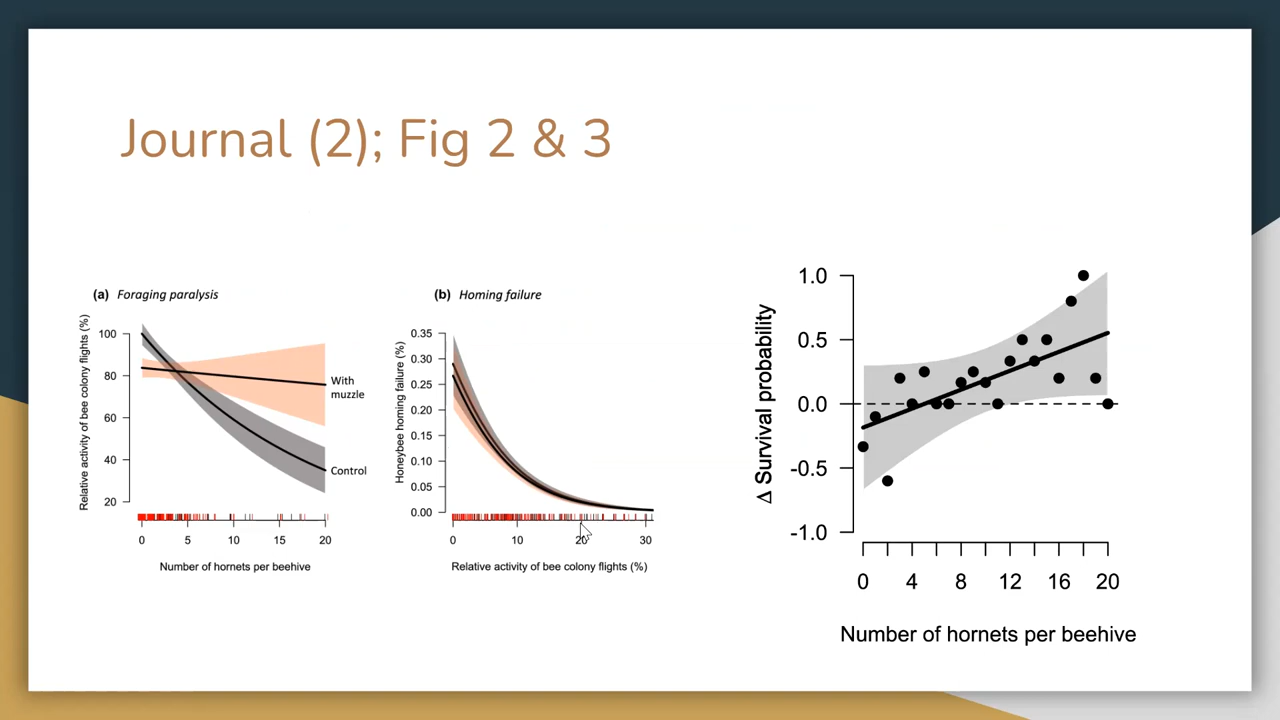 Journal (2); Fig 2 & 3
(a) Foraging paralysis
Relative activity of bee colony flights (%)
100
80
60
40
20
With
muzzle
Control
0 5 10 15 20
Number of hornets per beehive
(b) Homing failure
Honeybee homing failure (%)
0.35
0.30
0.25
0.20
0.15
0.10
0.05
0.00
0 10 20 30
Relative activity of bee colony flights (%)
Δ Survival probability
1.0
0.5
0.0
-0.5
-1.0
0 4 8 12 16 20
Number of hornets per beehive